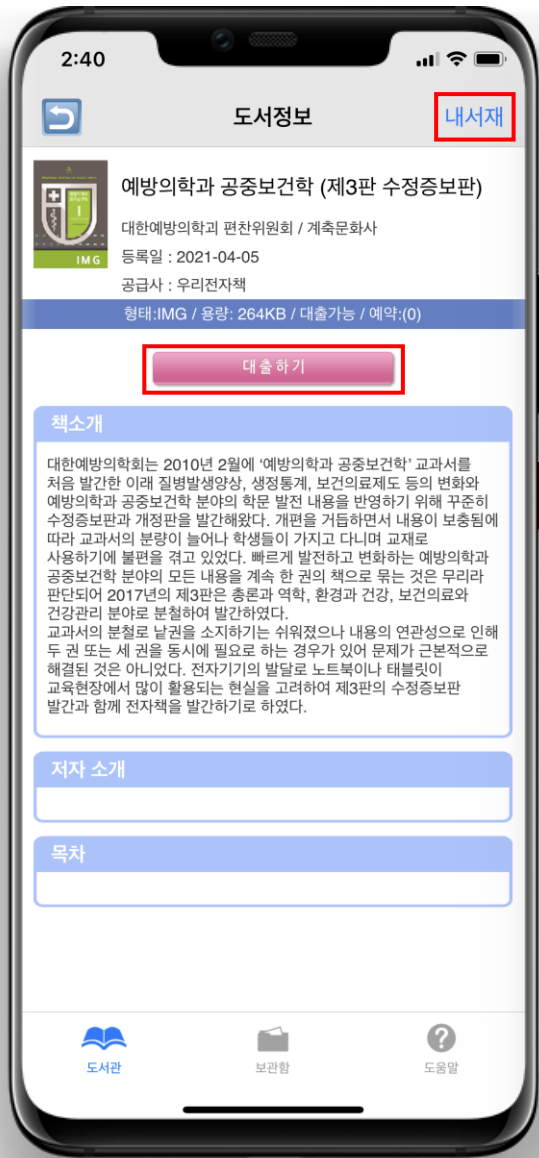 2:40
도서정보
내서재
예방의학과 공중보건학 (제3판 수정증보판)
대한예방의학괴 편찬위원회 / 계축문화사
등록일 : 2021-04-05
공급사 : 우리전자책
IMG
형태:IMG / 용량: 264KB / 대출가능 / 예약:(0)
대출하기
책소개
대한예방의학회는 2010년 2월에 ‘예방의학과 공중보건학’ 교과서를
처음 발간한 이래 질병발생양상, 생정통계, 보건의료제도 등의 변화와
예방의학과 공중보건학 분야의 학문 발전 내용을 반영하기 위해 꾸준히
수정증보판과 개정판을 발간해왔다. 개편을 거듭하면서 내용이 보충됨에
따라 교과서의 분량이 늘어나 학생들이 가지고 다니며 교재로
사용하기에 불편을 겪고 있었다. 빠르게 발전하고 변화하는 예방의학과
공중보건학 분야의 모든 내용을 계속 한 권의 책으로 묶는 것은 무리라
판단되어 2017년의 제3판은 총론과 역학, 환경과 건강, 보건의료와
건강관리 분야로 분철하여 발간하였다.
교과서의 분철로 낱권을 소지하기는 쉬워졌으나 내용의 연관성으로 인해
두 권 또는 세 권을 동시에 필요로 하는 경우가 있어 문제가 근본적으로
해결된 것은 아니었다. 전자기기의 발달로 노트북이나 태블릿이
교육현장에서 많이 활용되는 현실을 고려하여 제3판의 수정증보판
발간과 함께 전자책을 발간하기로 하였다.
저자 소개
목차
도서관
보관함
도움말